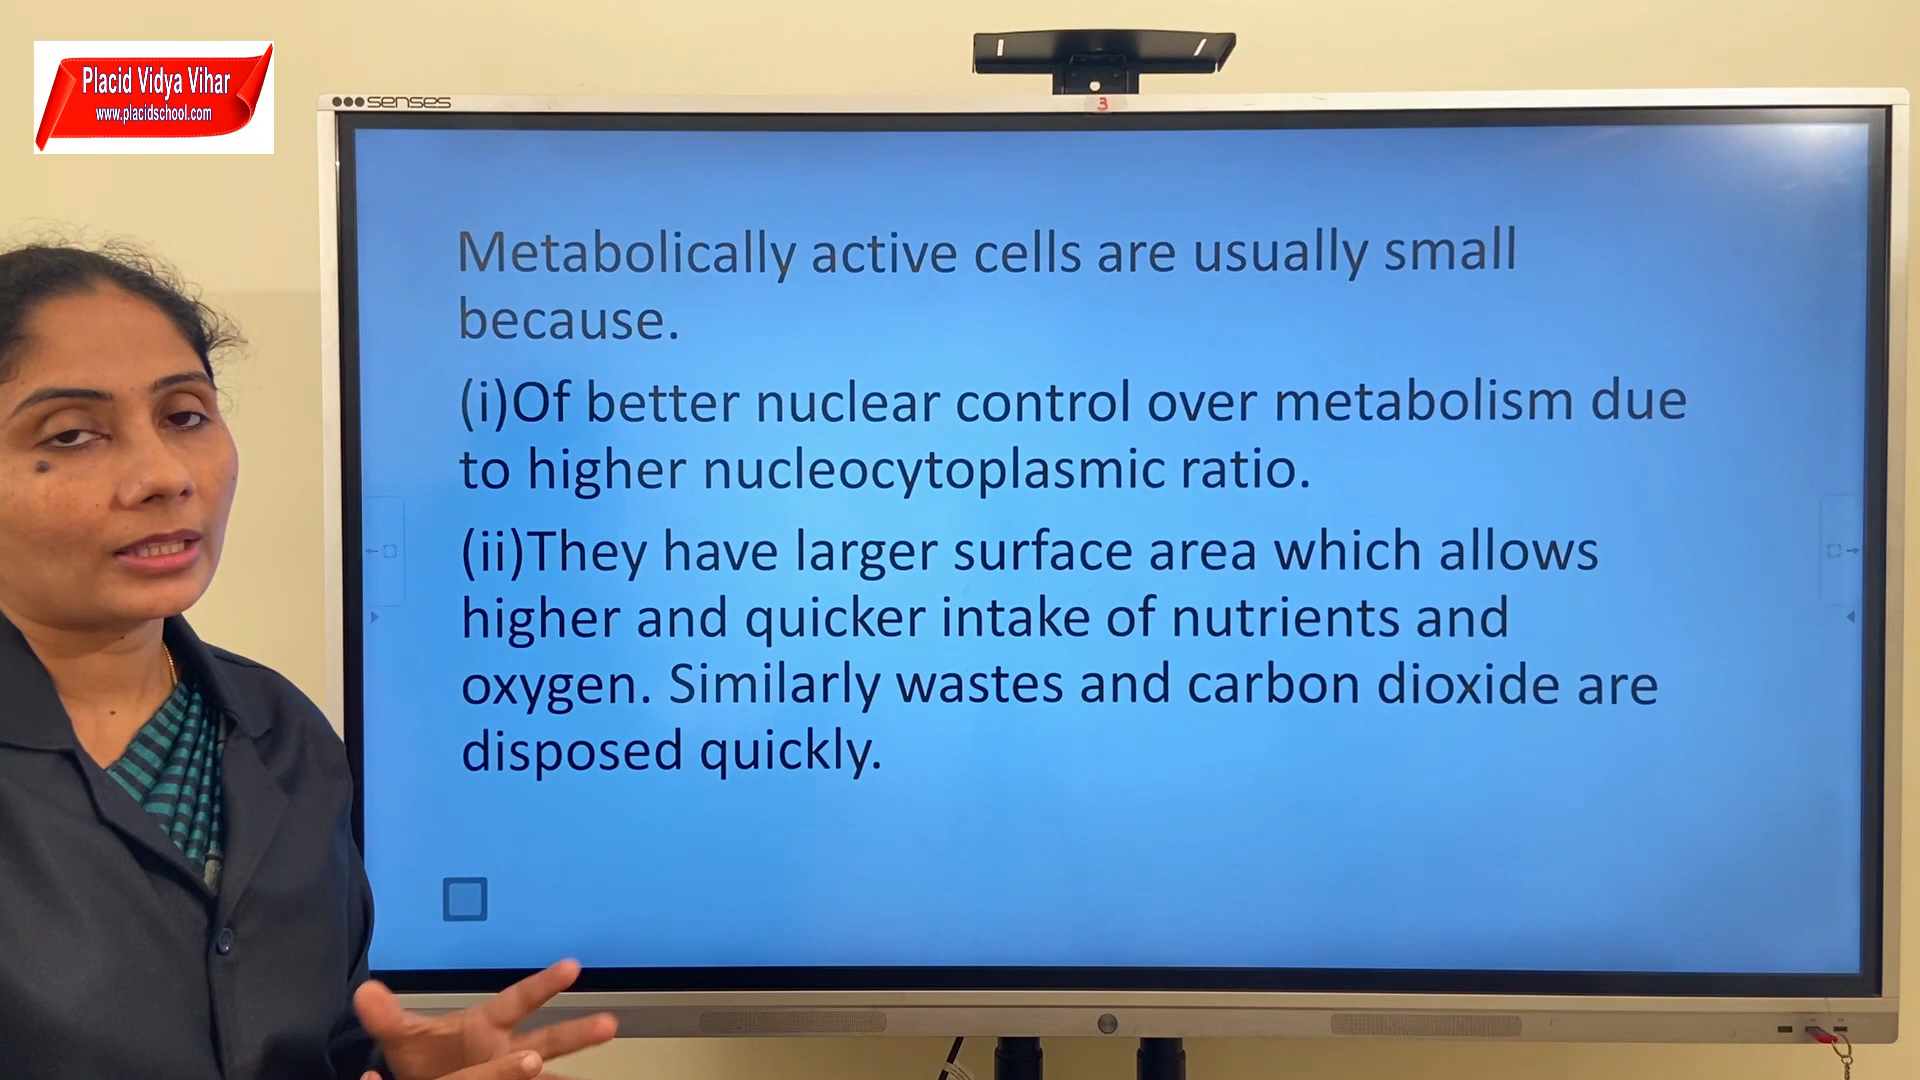 Placid Vidya Vihar
www.placidschool.com
senses
3
Metabolically active cells are usually small
because.
(i)Of better nuclear control over metabolism due
to higher nucleocytoplasmic ratio.
(ii)They have larger surface area which allows
higher and quicker intake of nutrients and
oxygen. Similarly wastes and carbon dioxide are
disposed quickly.